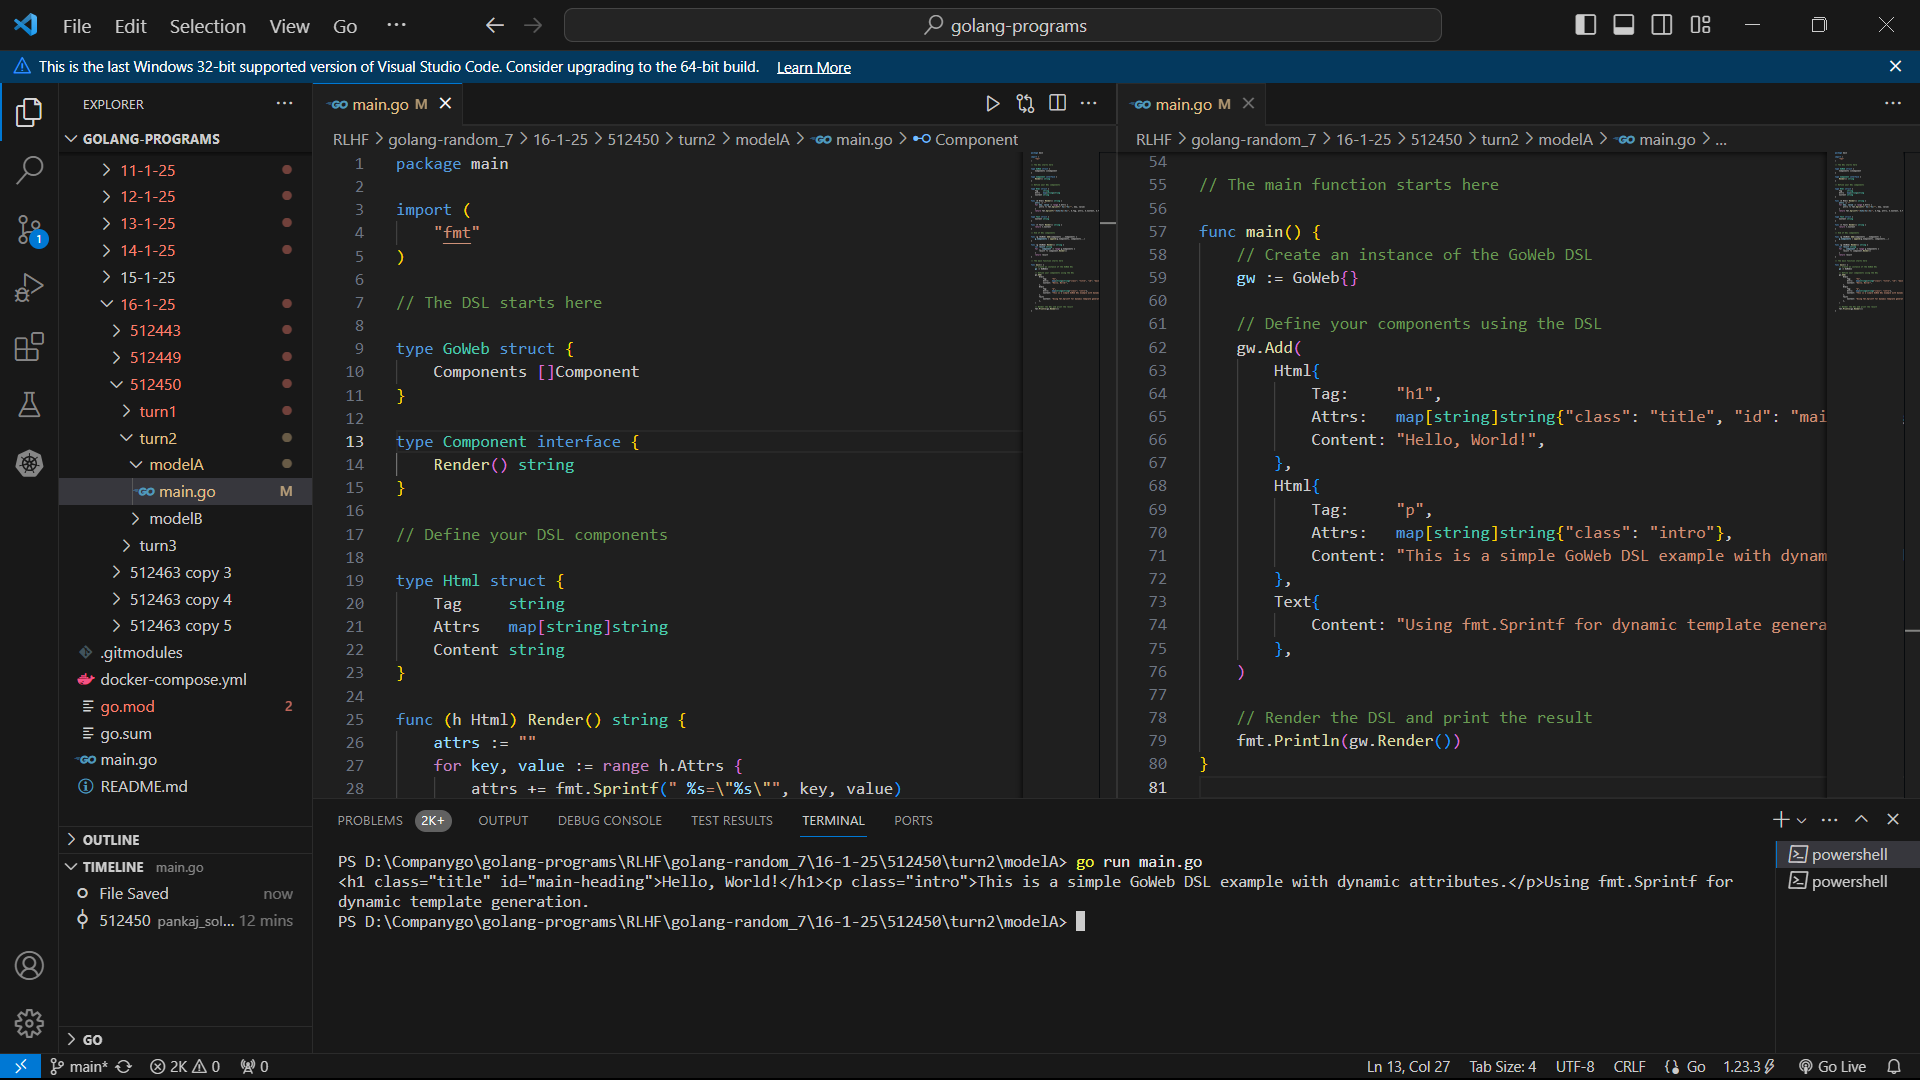 File Edit Selection View Go ···
golang-programs
This is the last Windows 32-bit supported version of Visual Studio Code. Consider upgrading to the 64-bit build. Learn More
EXPLORER
GOLANG-PROGRAMS
11-1-25
12-1-25
13-1-25
14-1-25
15-1-25
16-1-25
512443
512449
512450
turn1
turn2
modelA
main.go M
modelB
turn3
512463 copy 3
512463 copy 4
512463 copy 5
.gitmodules
docker-compose.yml
go.mod 2
go.sum
main.go
README.md
OUTLINE
TIMELINE main.go
File Saved now
512450 pankaj_sol... 12 mins
GO
1
main.go M
RLHF > golang-random_7 > 16-1-25 > 512450 > turn2 > modelA > main.go > Component
1 package main
2
3 import (
4 "fmt"
5 )
6
7 // The DSL starts here
8
9 type GoWeb struct {
10 Components []Component
11 }
12
13 type Component interface {
14 Render() string
15 }
16
17 // Define your DSL components
18
19 type Html struct {
20 Tag string
21 Attrs map[string]string
22 Content string
23 }
24
25 func (h Html) Render() string {
26 attrs := ""
27 for key, value := range h.Attrs {
28 attrs += fmt.Sprintf(" %s=\"%s\"", key, value)
main.go M
RLHF > golang-random_7 > 16-1-25 > 512450 > turn2 > modelA > main.go > ...
54
55 // The main function starts here
56
57 func main() {
58 // Create an instance of the GoWeb DSL
59 gw := GoWeb{}
60
61 // Define your components using the DSL
62 gw.Add(
63 Html{
64 Tag: "h1",
65 Attrs: map[string]string{"class": "title", "id": "mai
66 Content: "Hello, World!",
67 },
68 Html{
69 Tag: "p",
70 Attrs: map[string]string{"class": "intro"},
71 Content: "This is a simple GoWeb DSL example with dynam
72 },
73 Text{
74 Content: "Using fmt.Sprintf for dynamic template genera
75 },
76 )
77
78 // Render the DSL and print the result
79 fmt.Println(gw.Render())
80 }
81
PROBLEMS 2K+ OUTPUT DEBUG CONSOLE TEST RESULTS TERMINAL PORTS
PS D:\Companygo\golang-programs\RLHF\golang-random_7\16-1-25\512450\turn2\modelA> go run main.go
<h1 class="title" id="main-heading">Hello, World!</h1><p class="intro">This is a simple GoWeb DSL example with dynamic attributes.</p>Using fmt.Sprintf for
dynamic template generation.
PS D:\Companygo\golang-programs\RLHF\golang-random_7\16-1-25\512450\turn2\modelA>
powershell
powershell
main* 2K 0 0 Ln 13, Col 27 Tab Size: 4 UTF-8 CRLF Go 1.23.3 Go Live